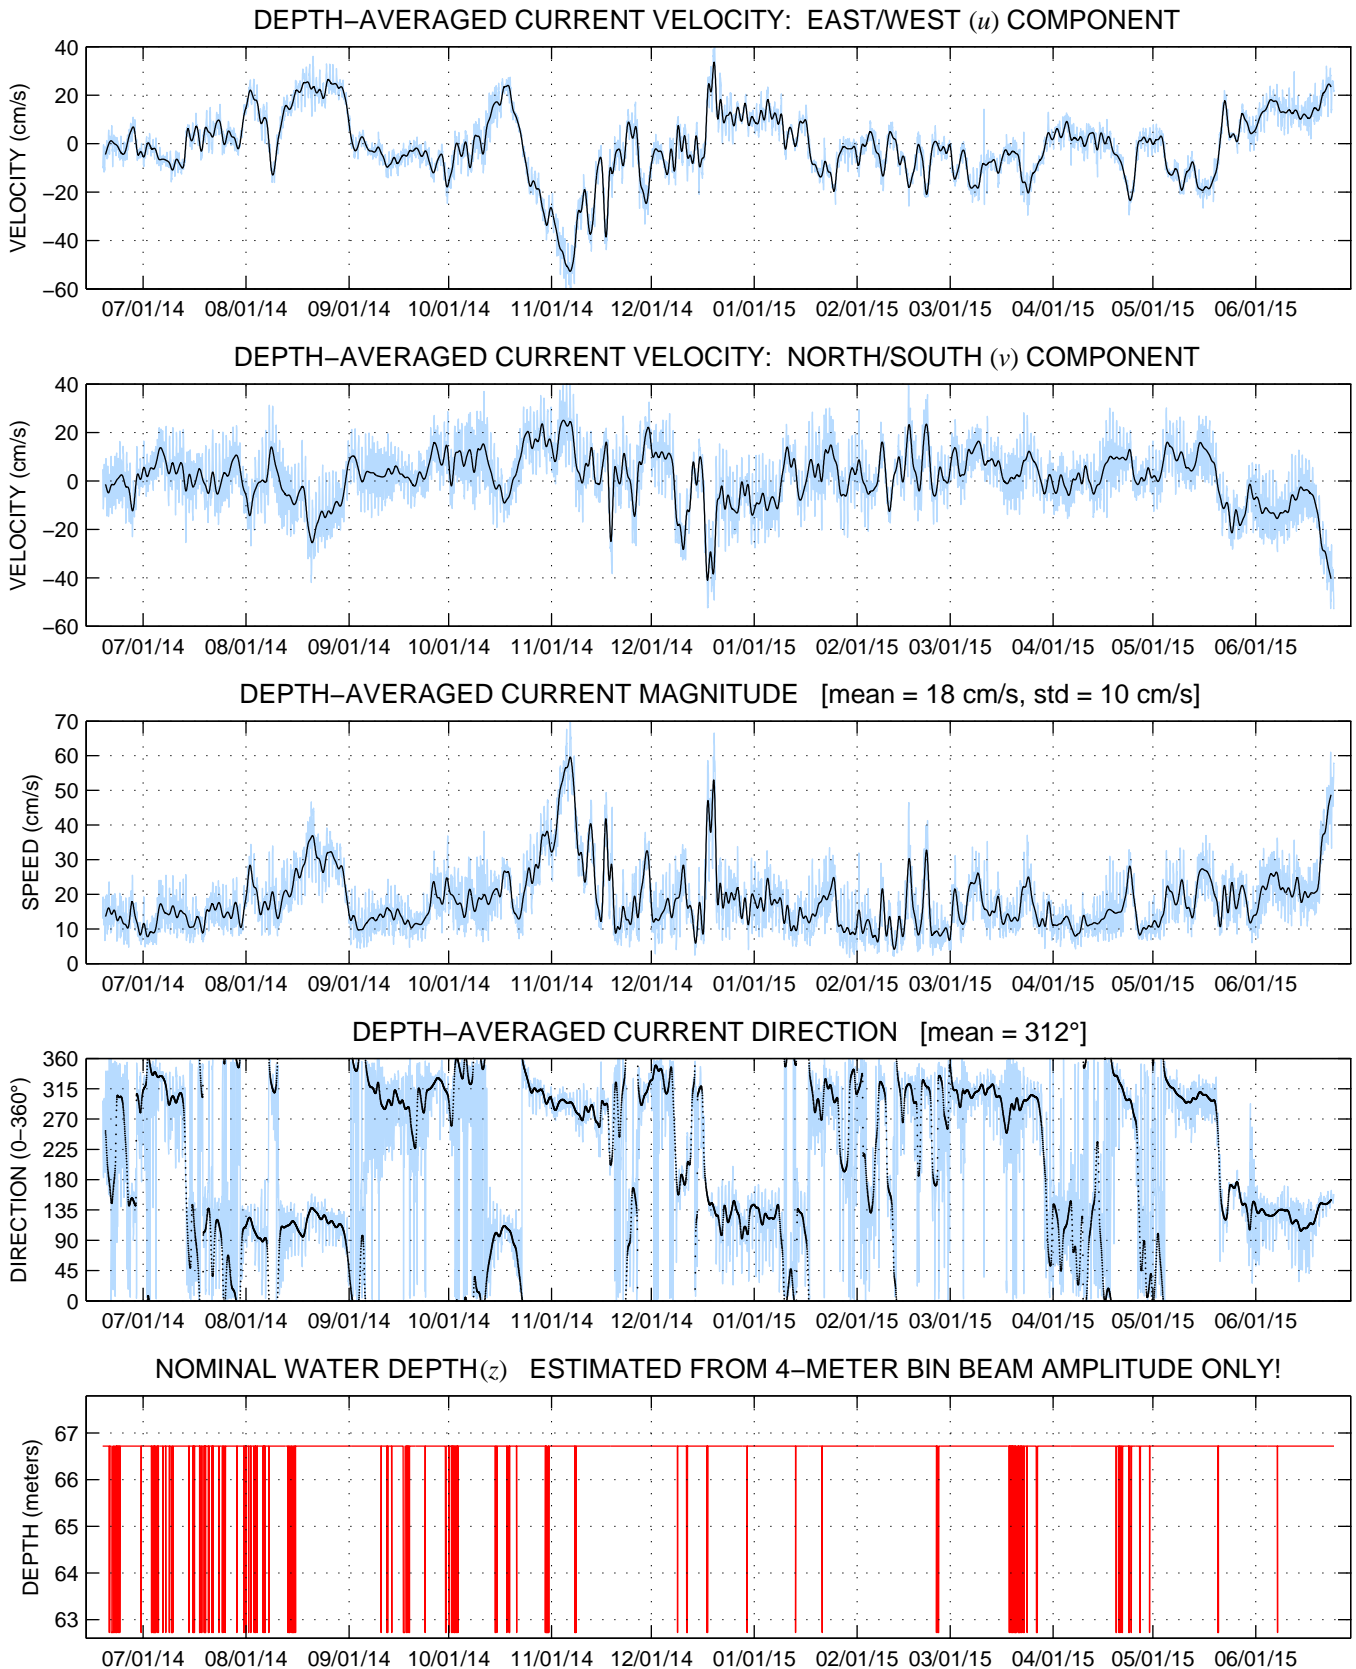 DEPTH−AVERAGED CURRENT VELOCITY: EAST/WEST (u) COMPONENT
40
20
0
−20
−40
−60
VELOCITY (cm/s)
07/01/14 08/01/14 09/01/14 10/01/14 11/01/14 12/01/14 01/01/15 02/01/15 03/01/15 04/01/15 05/01/15 06/01/15
DEPTH−AVERAGED CURRENT VELOCITY: NORTH/SOUTH (v) COMPONENT
40
20
0
−20
−40
−60
VELOCITY (cm/s)
07/01/14 08/01/14 09/01/14 10/01/14 11/01/14 12/01/14 01/01/15 02/01/15 03/01/15 04/01/15 05/01/15 06/01/15
DEPTH−AVERAGED CURRENT MAGNITUDE [mean = 18 cm/s, std = 10 cm/s]
70
60
50
40
30
20
10
0
SPEED (cm/s)
07/01/14 08/01/14 09/01/14 10/01/14 11/01/14 12/01/14 01/01/15 02/01/15 03/01/15 04/01/15 05/01/15 06/01/15
DEPTH−AVERAGED CURRENT DIRECTION [mean = 312°]
360
315
270
225
180
135
90
45
0
DIRECTION (0−360°)
07/01/14 08/01/14 09/01/14 10/01/14 11/01/14 12/01/14 01/01/15 02/01/15 03/01/15 04/01/15 05/01/15 06/01/15
NOMINAL WATER DEPTH(z) ESTIMATED FROM 4−METER BIN BEAM AMPLITUDE ONLY!
67
66
65
64
63
DEPTH (meters)
07/01/14 08/01/14 09/01/14 10/01/14 11/01/14 12/01/14 01/01/15 02/01/15 03/01/15 04/01/15 05/01/15 06/01/15